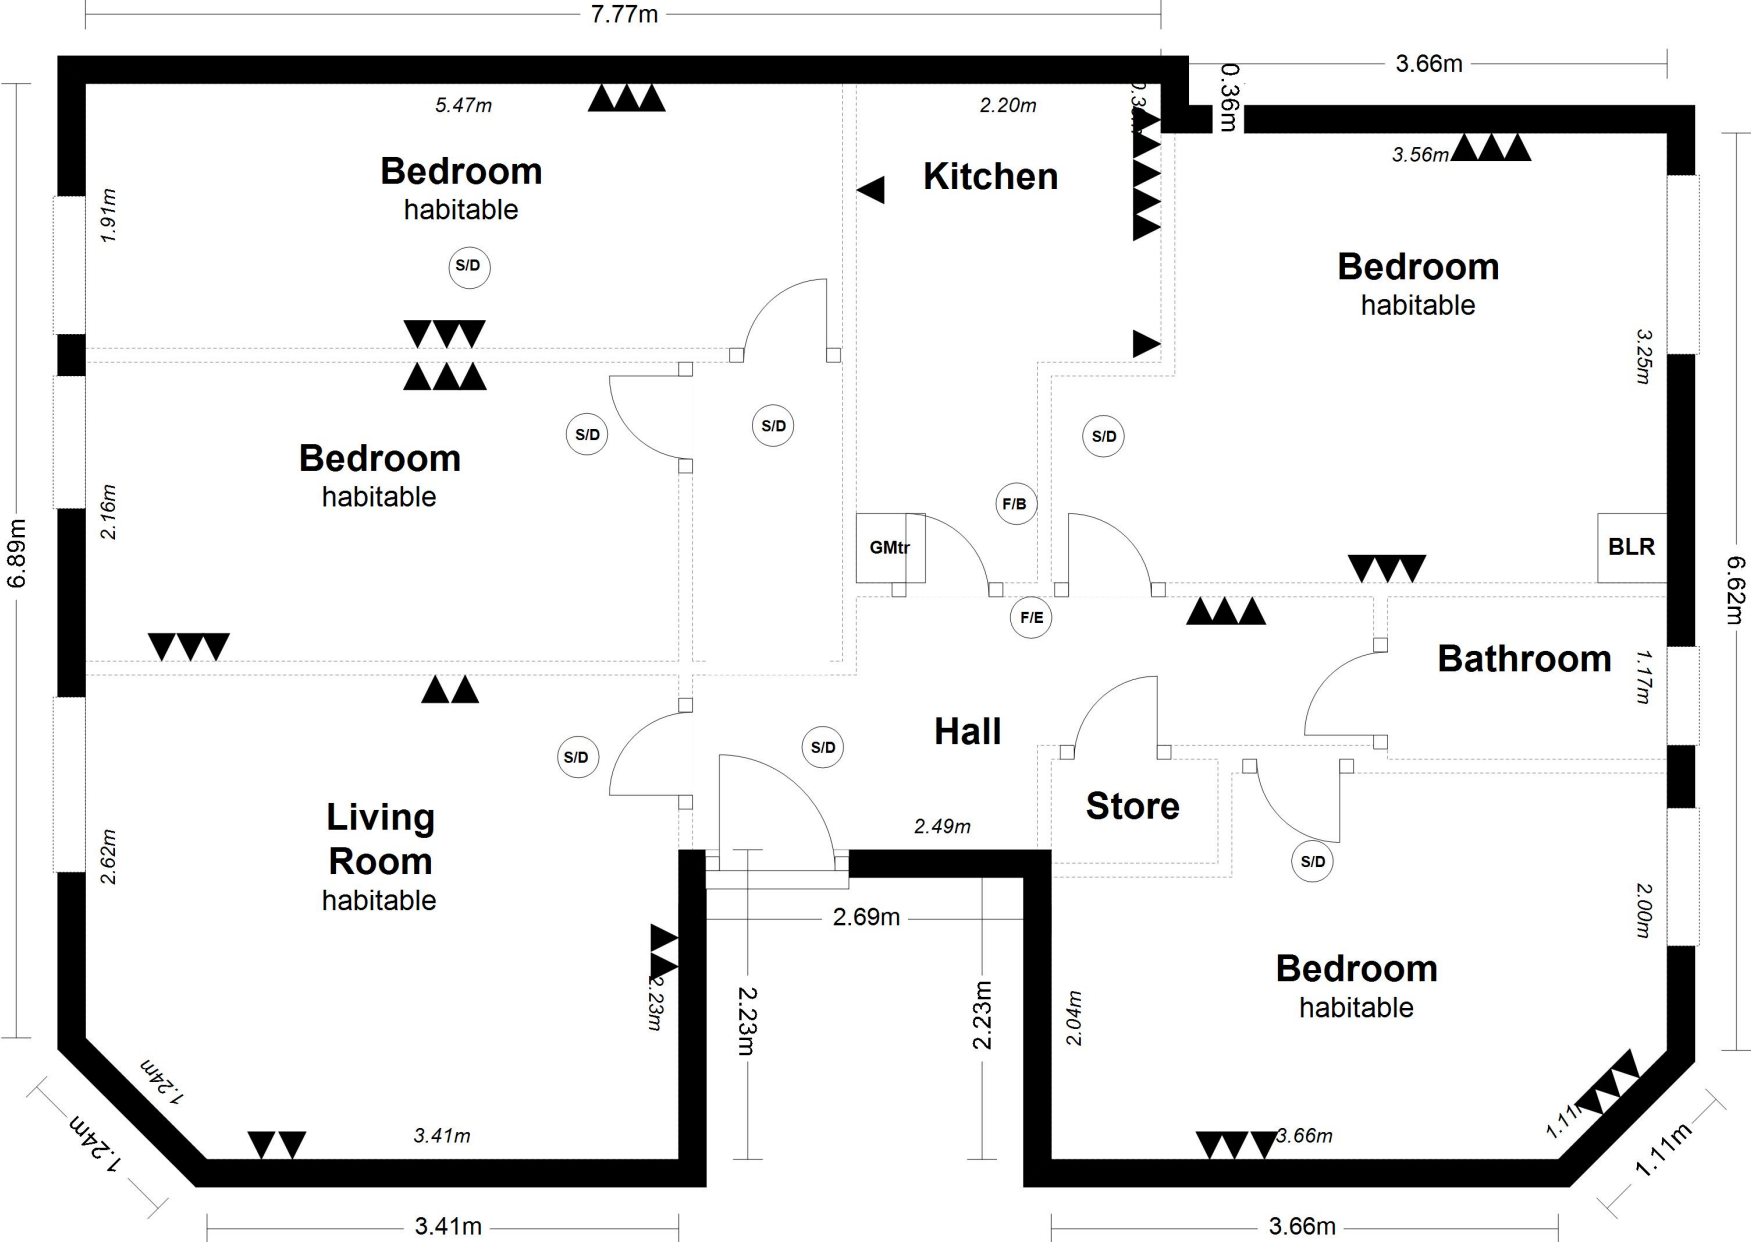 7.77m
3.66m
0.36m
5.47m
2.20m
3.56m
Bedroom
habitable
Kitchen
1.91m
S/D
Bedroom
habitable
3.25m
Bedroom
habitable
S/D
S/D
S/D
2.16m
F/B
GMtr
BLR
6.89m
6.62m
F/E
Bathroom
1.17m
Hall
S/D
S/D
Living
Room
habitable
2.62m
2.49m
Store
S/D
2.69m
2.00m
Bedroom
habitable
2.23m
2.23m
2.23m
2.04m
1.24m
1.24m
3.41m
3.66m
1.11m
3.41m
3.66m